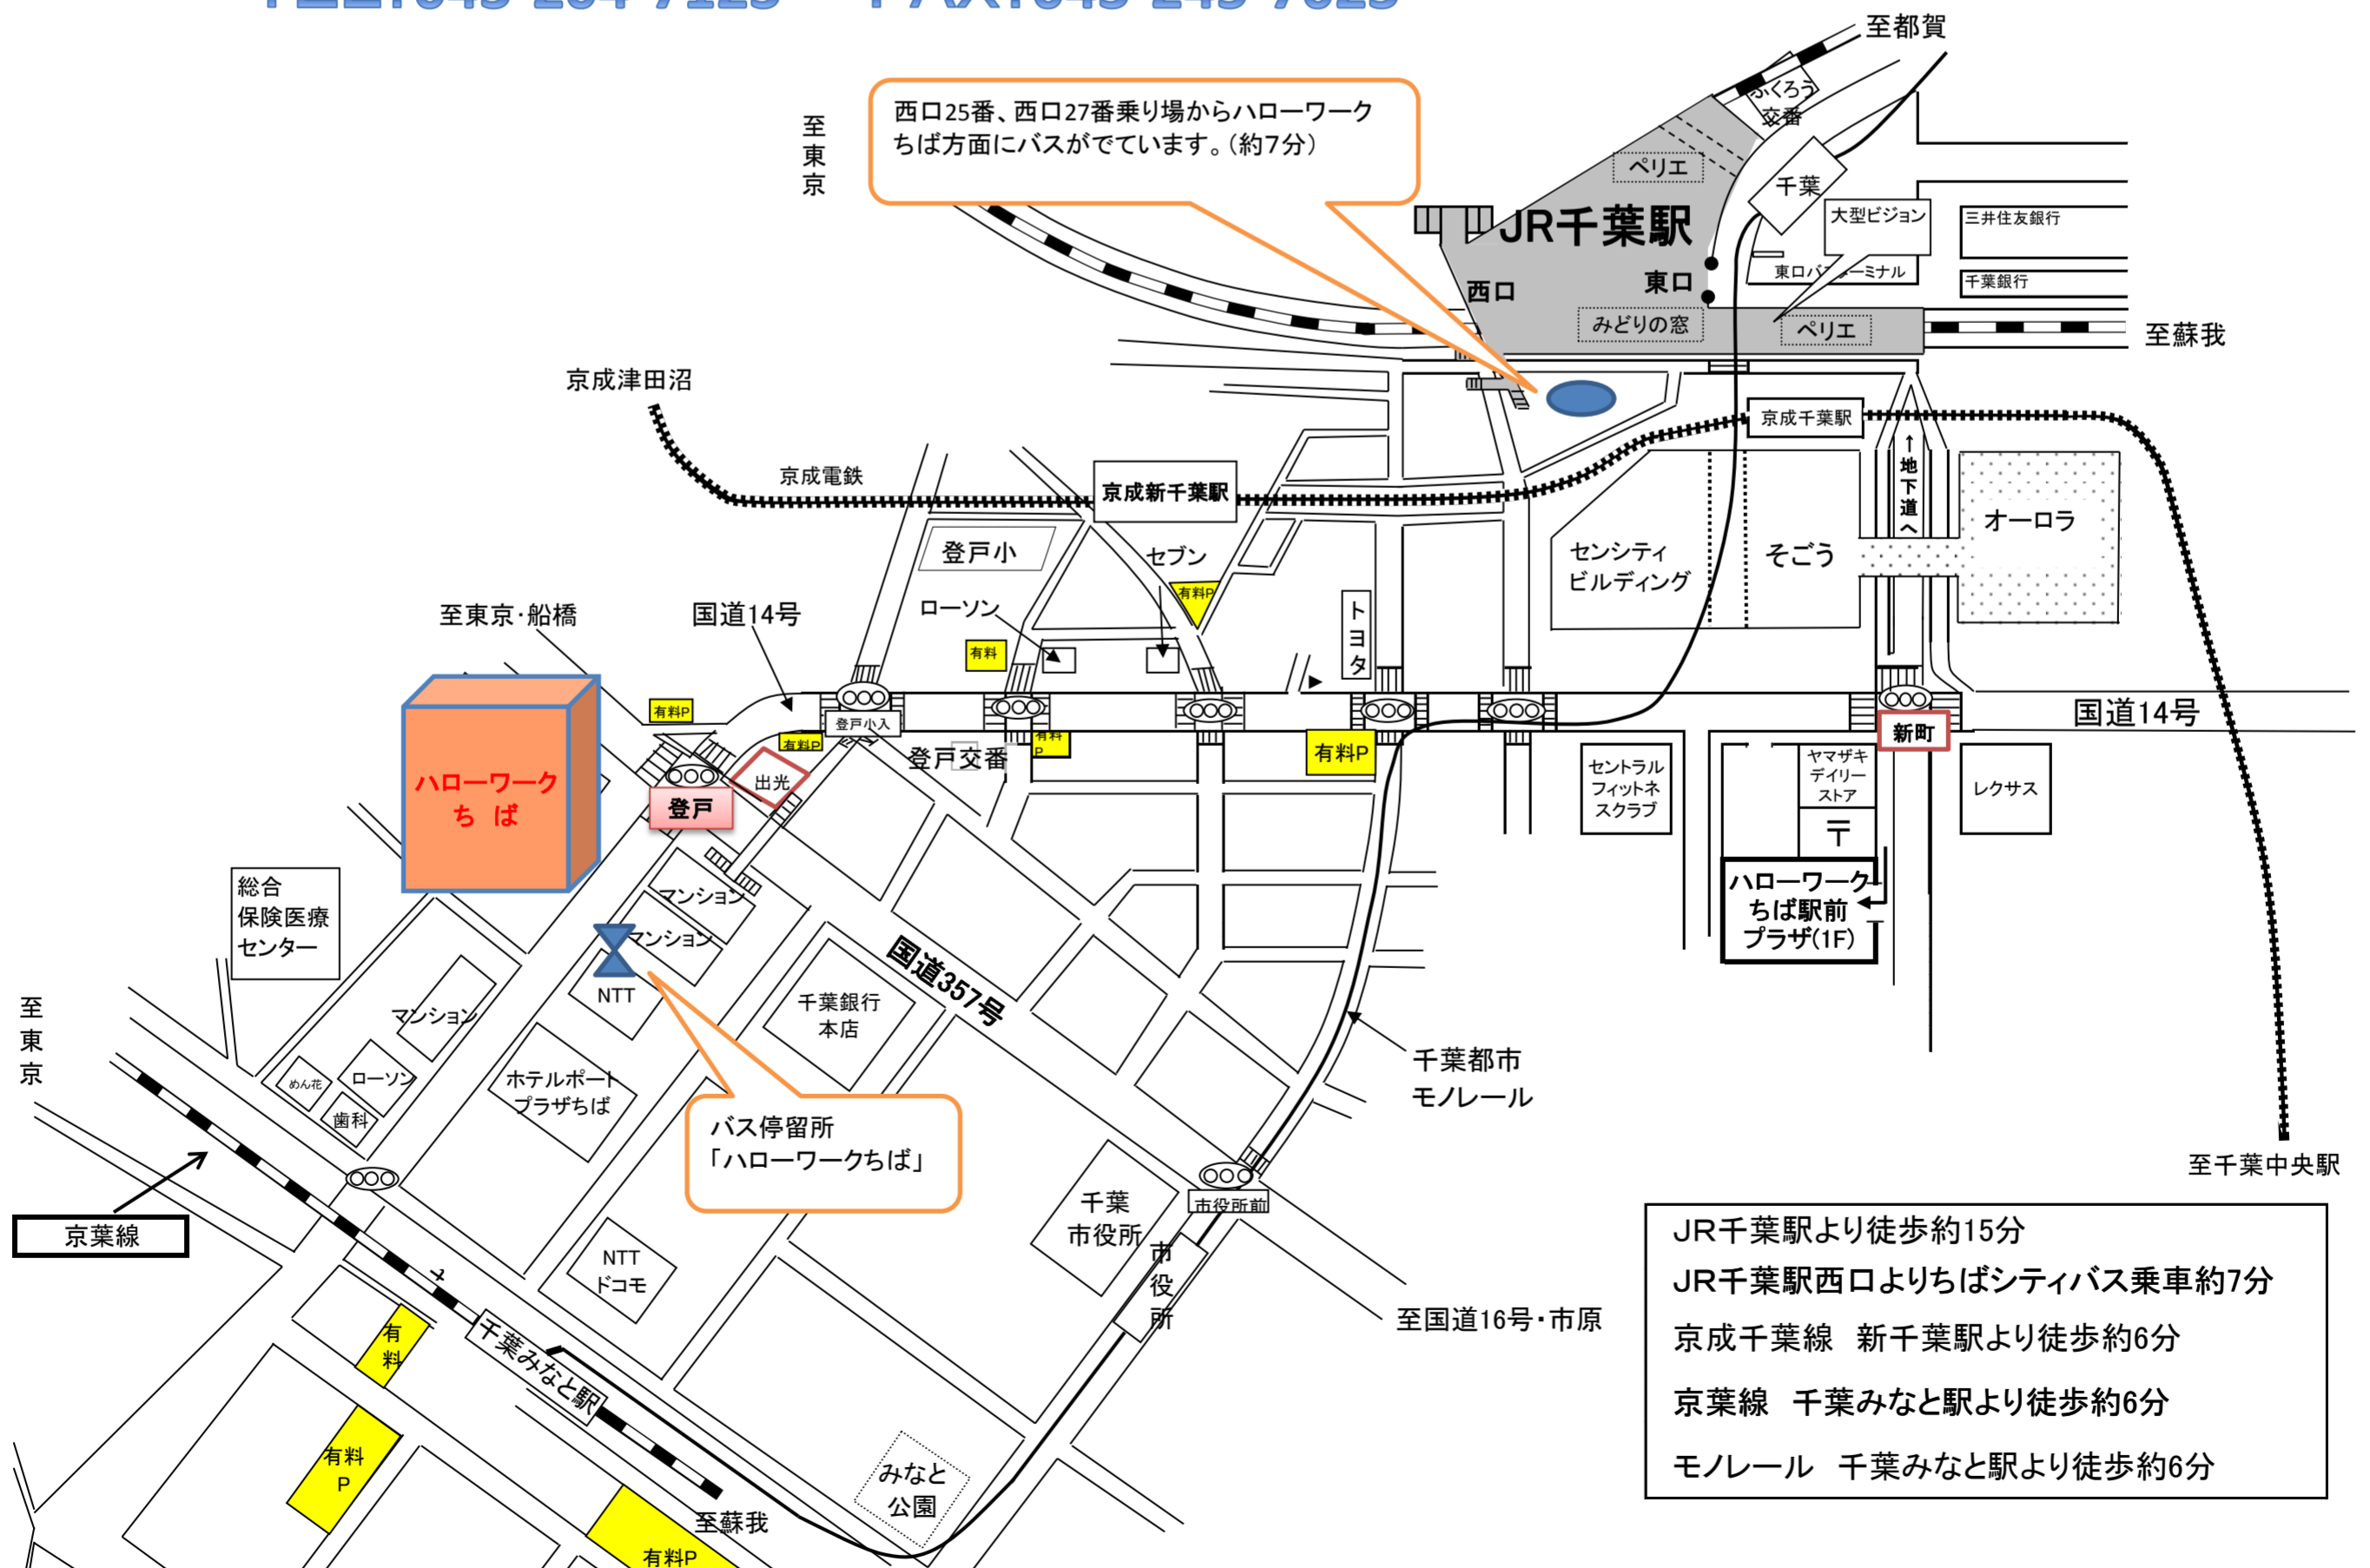 至都賀
ふくろう
交番
西口25番、西口27番乗り場からハローワーク
ちば方面にバスがでています。（約７分）
至東京
ペリエ
千葉
JR千葉駅
大型ビジョン
三井住友銀行
東口バスターミナル
千葉銀行
西口
東口
みどりの窓
ペリエ
至蘇我
京成津田沼
京成千葉駅
京成電鉄
京成新千葉駅
←地下道へ
オーロラ
登戸小
セブン
センシティ
ビルディング
そごう
有料P
ローソン
トヨタ
至東京・船橋
国道14号
有料
有料P
登戸小入
国道14号
新町
有料P
有料
P
登戸交番
有料P
出光
ハローワーク
ち　ば
登戸
セントラル
フィットネ
スクラブ
ヤマザキ
デイリー
ストア
レクサス
〒
総合
保険医療
センター
マンション
マンション
ハローワーク
ちば駅前
プラザ(1F)
国道357号
NTT
千葉銀行
本店
マンション
至東京
めん花
ローソン
歯科
ホテルポート
プラザちば
千葉都市
モノレール
バス停留所
「ハローワークちば」
至千葉中央駅
市役所前
千葉
市役所
市役所
京葉線
NTT
ドコモ
至国道16号・市原
千葉みなと駅
有料
有料
P
みなと
公園
至蘇我
有料P
ＪＲ千葉駅より徒歩約15分
ＪＲ千葉駅西口よりちばシティバス乗車約7分
京成千葉線　新千葉駅より徒歩約6分
京葉線　千葉みなと駅より徒歩約6分
モノレール　千葉みなと駅より徒歩約6分